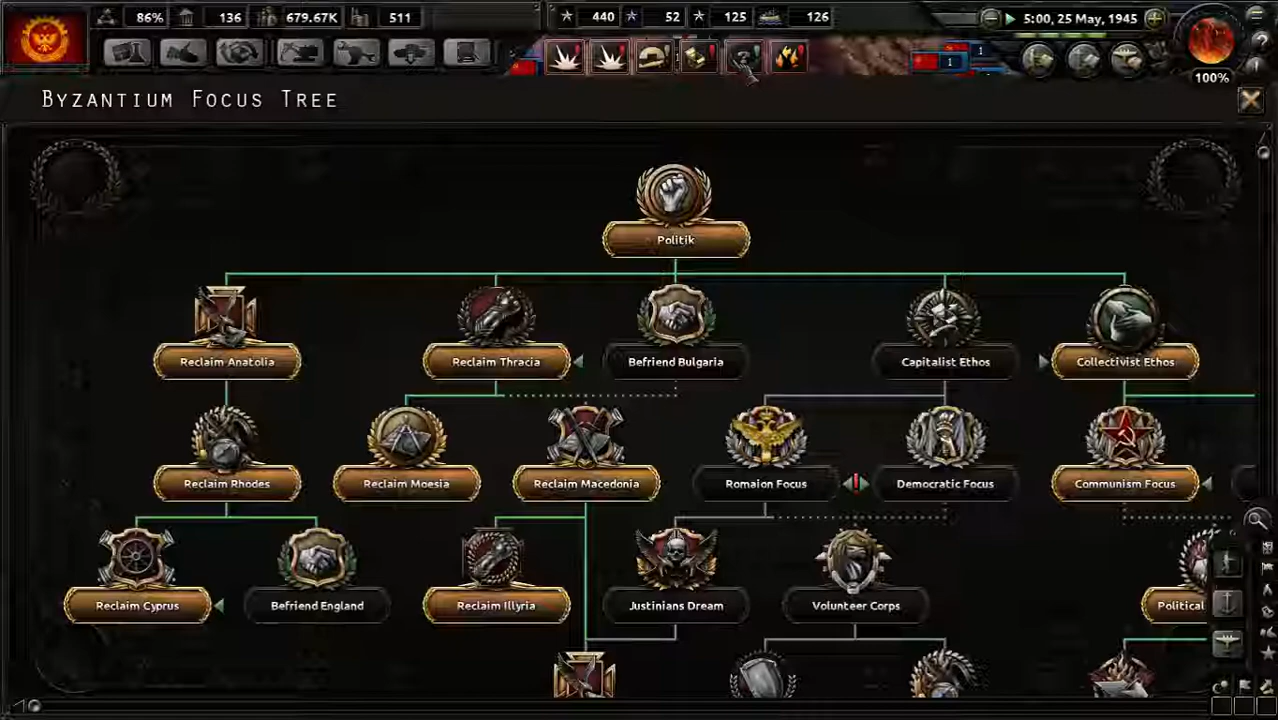 86% 136 679.67K 511 440 52 125 126 5:00, 25 May, 1945
1 1
100%
Byzantium Focus Tree
Politik
Reclaim Anatolia Reclaim Thracia Befriend Bulgaria Capitalist Ethos Collectivist Ethos
Reclaim Rhodes Reclaim Moesia Reclaim Macedonia Romaion Focus Democratic Focus Communism Focus
Reclaim Cyprus Befriend England Reclaim Illyria Justinians Dream Volunteer Corps Political